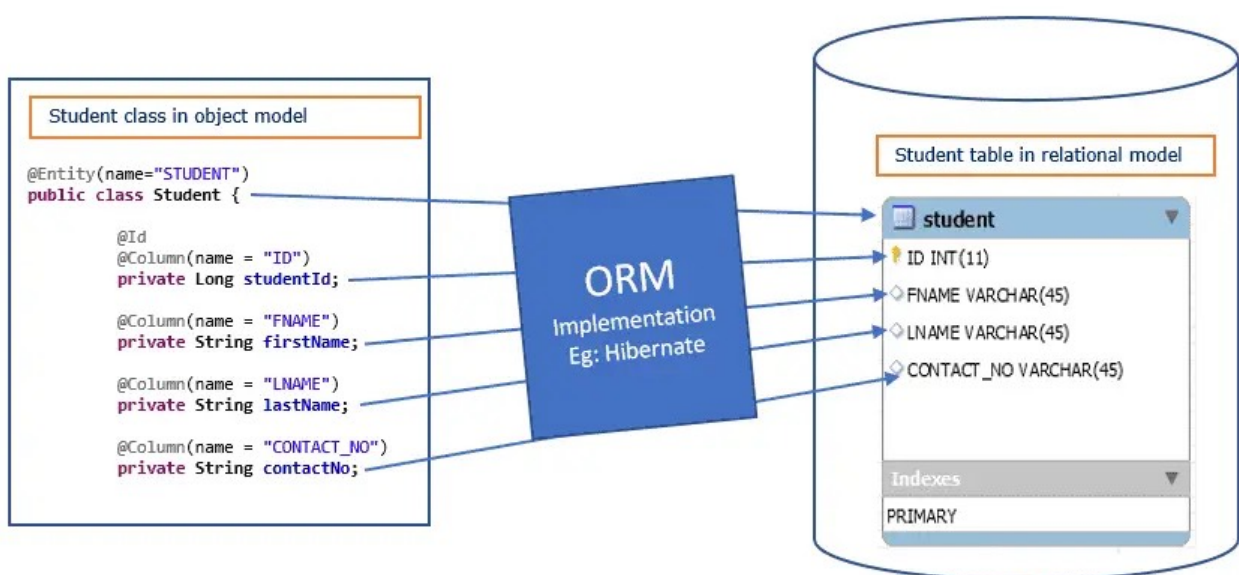 Student class in object model
@Entity(name="STUDENT")
public class Student {
@Id
@Column(name = "ID")
private Long studentId;
@Column(name = "FNAME")
private String firstName;
@Column(name = "LNAME")
private String lastName;
@Column(name = "CONTACT_NO")
private String contactNo;
ORM
Implementation
Eg: Hibernate
Student table in relational model
student
ID INT(11)
FNAME VARCHAR(45)
LNAME VARCHAR(45)
CONTACT_NO VARCHAR(45)
Indexes
PRIMARY